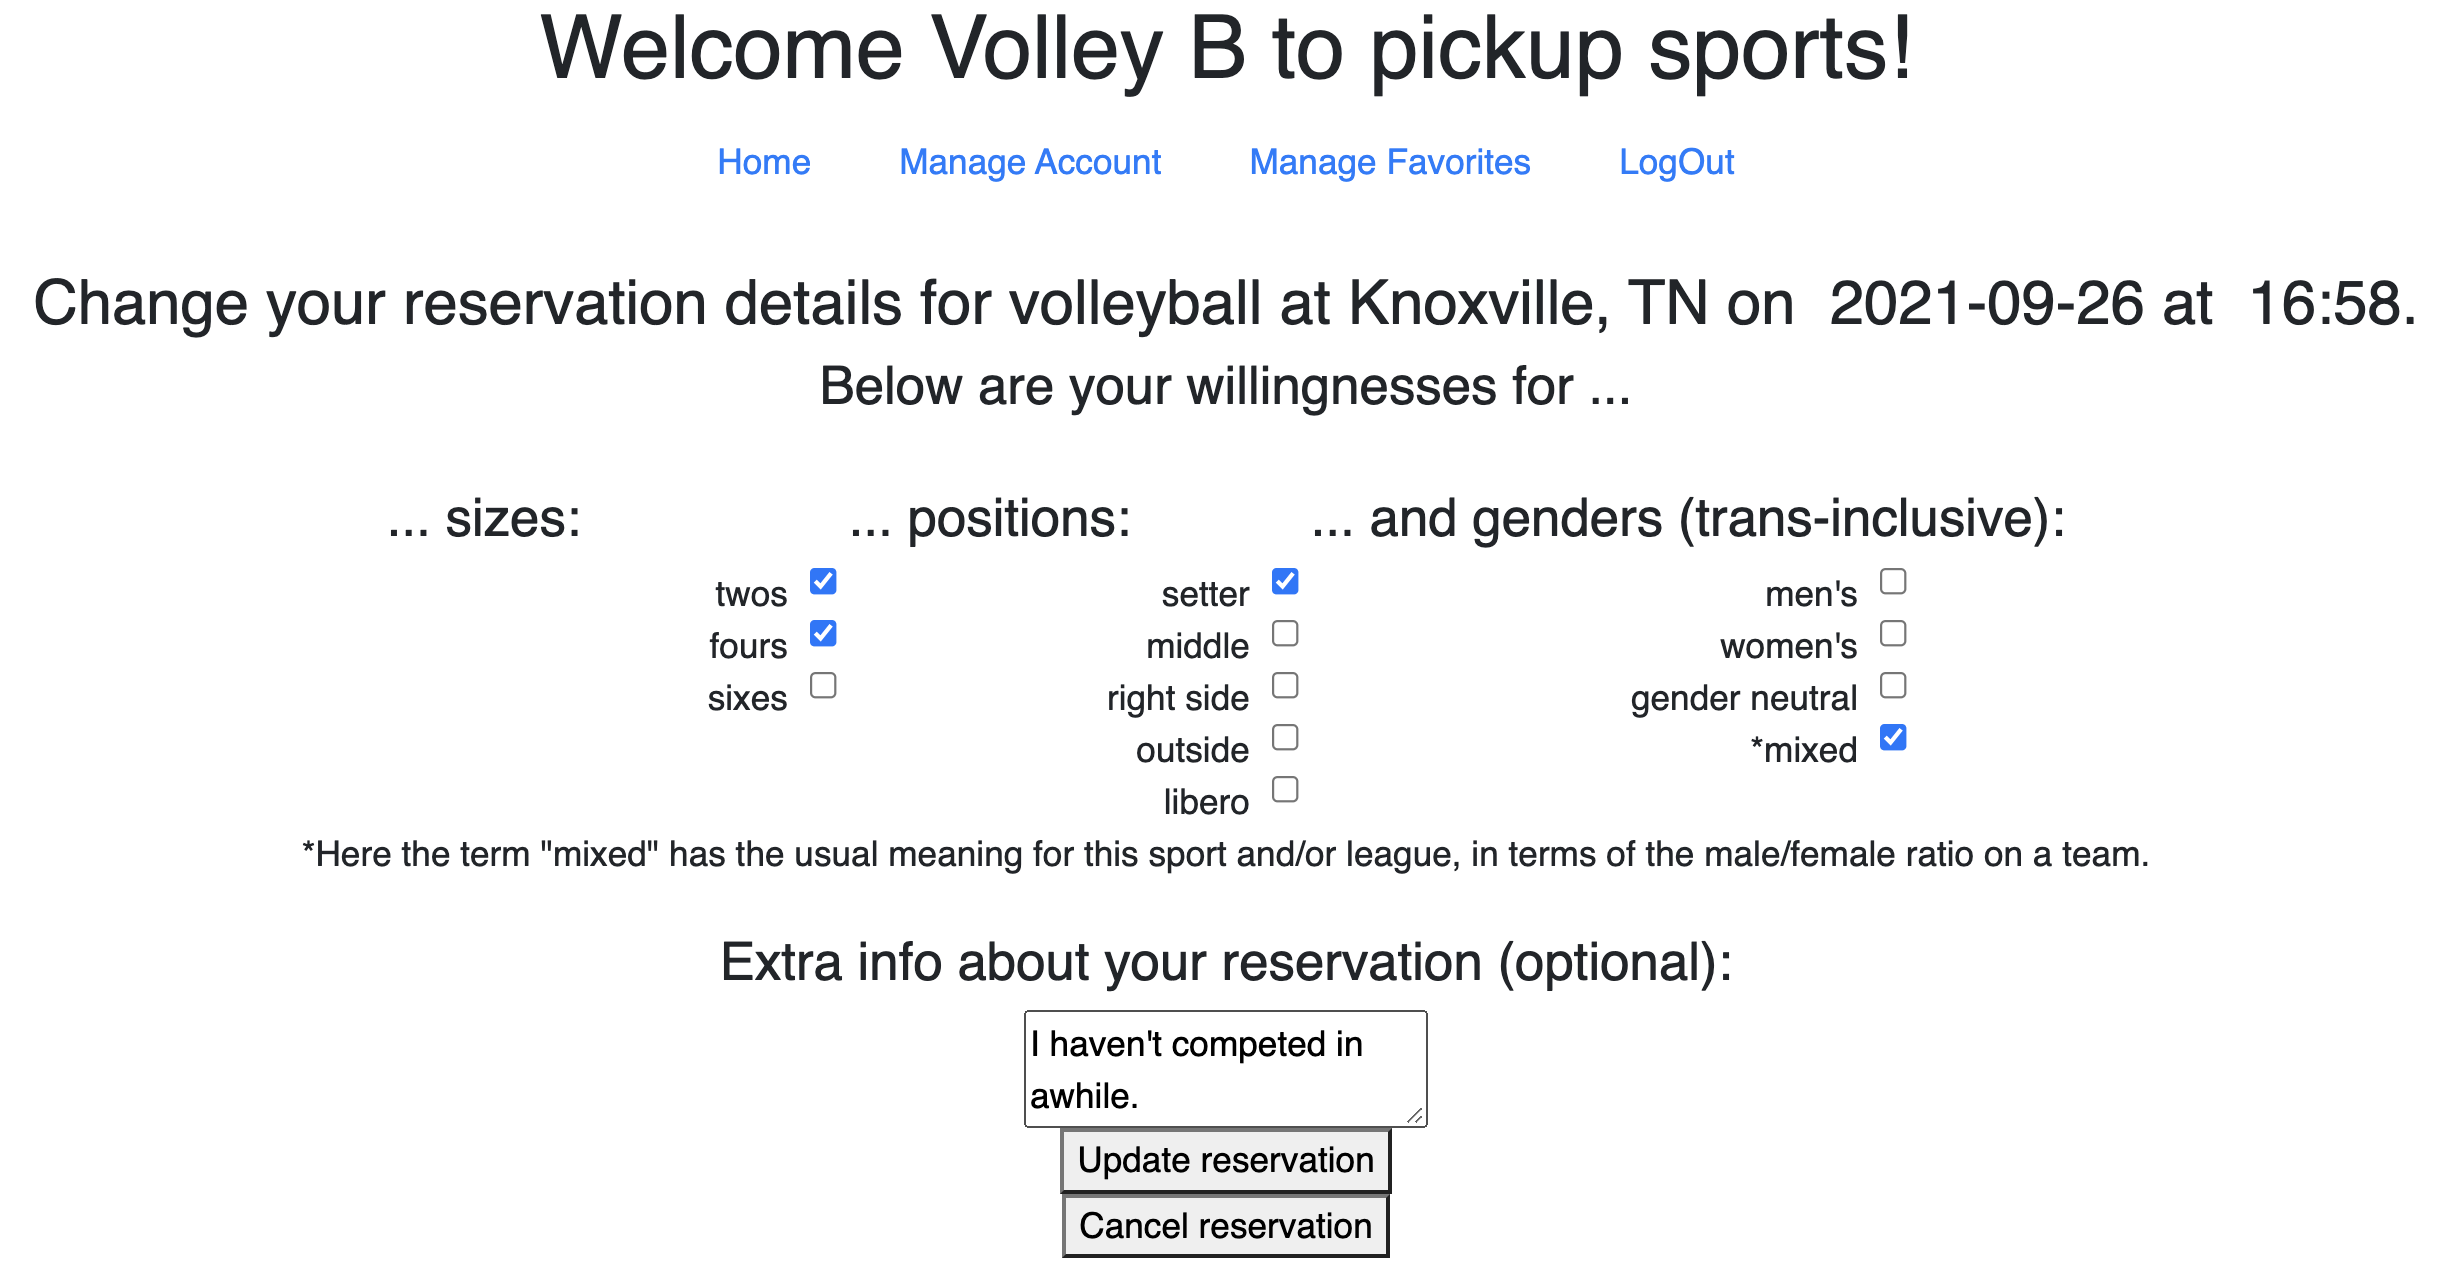 Welcome Volley B to pickup sports!
Home Manage Account Manage Favorites LogOut
Change your reservation details for volleyball at Knoxville, TN on 2021-09-26 at 16:58.
Below are your willingnesses for ...
... sizes:
twos
fours
sixes
... positions:
setter
middle
right side
outside
libero
... and genders (trans-inclusive):
men's
women's
gender neutral
*mixed
*Here the term "mixed" has the usual meaning for this sport and/or league, in terms of the male/female ratio on a team.
Extra info about your reservation (optional):
I haven't competed in
awhile.
Update reservation
Cancel reservation